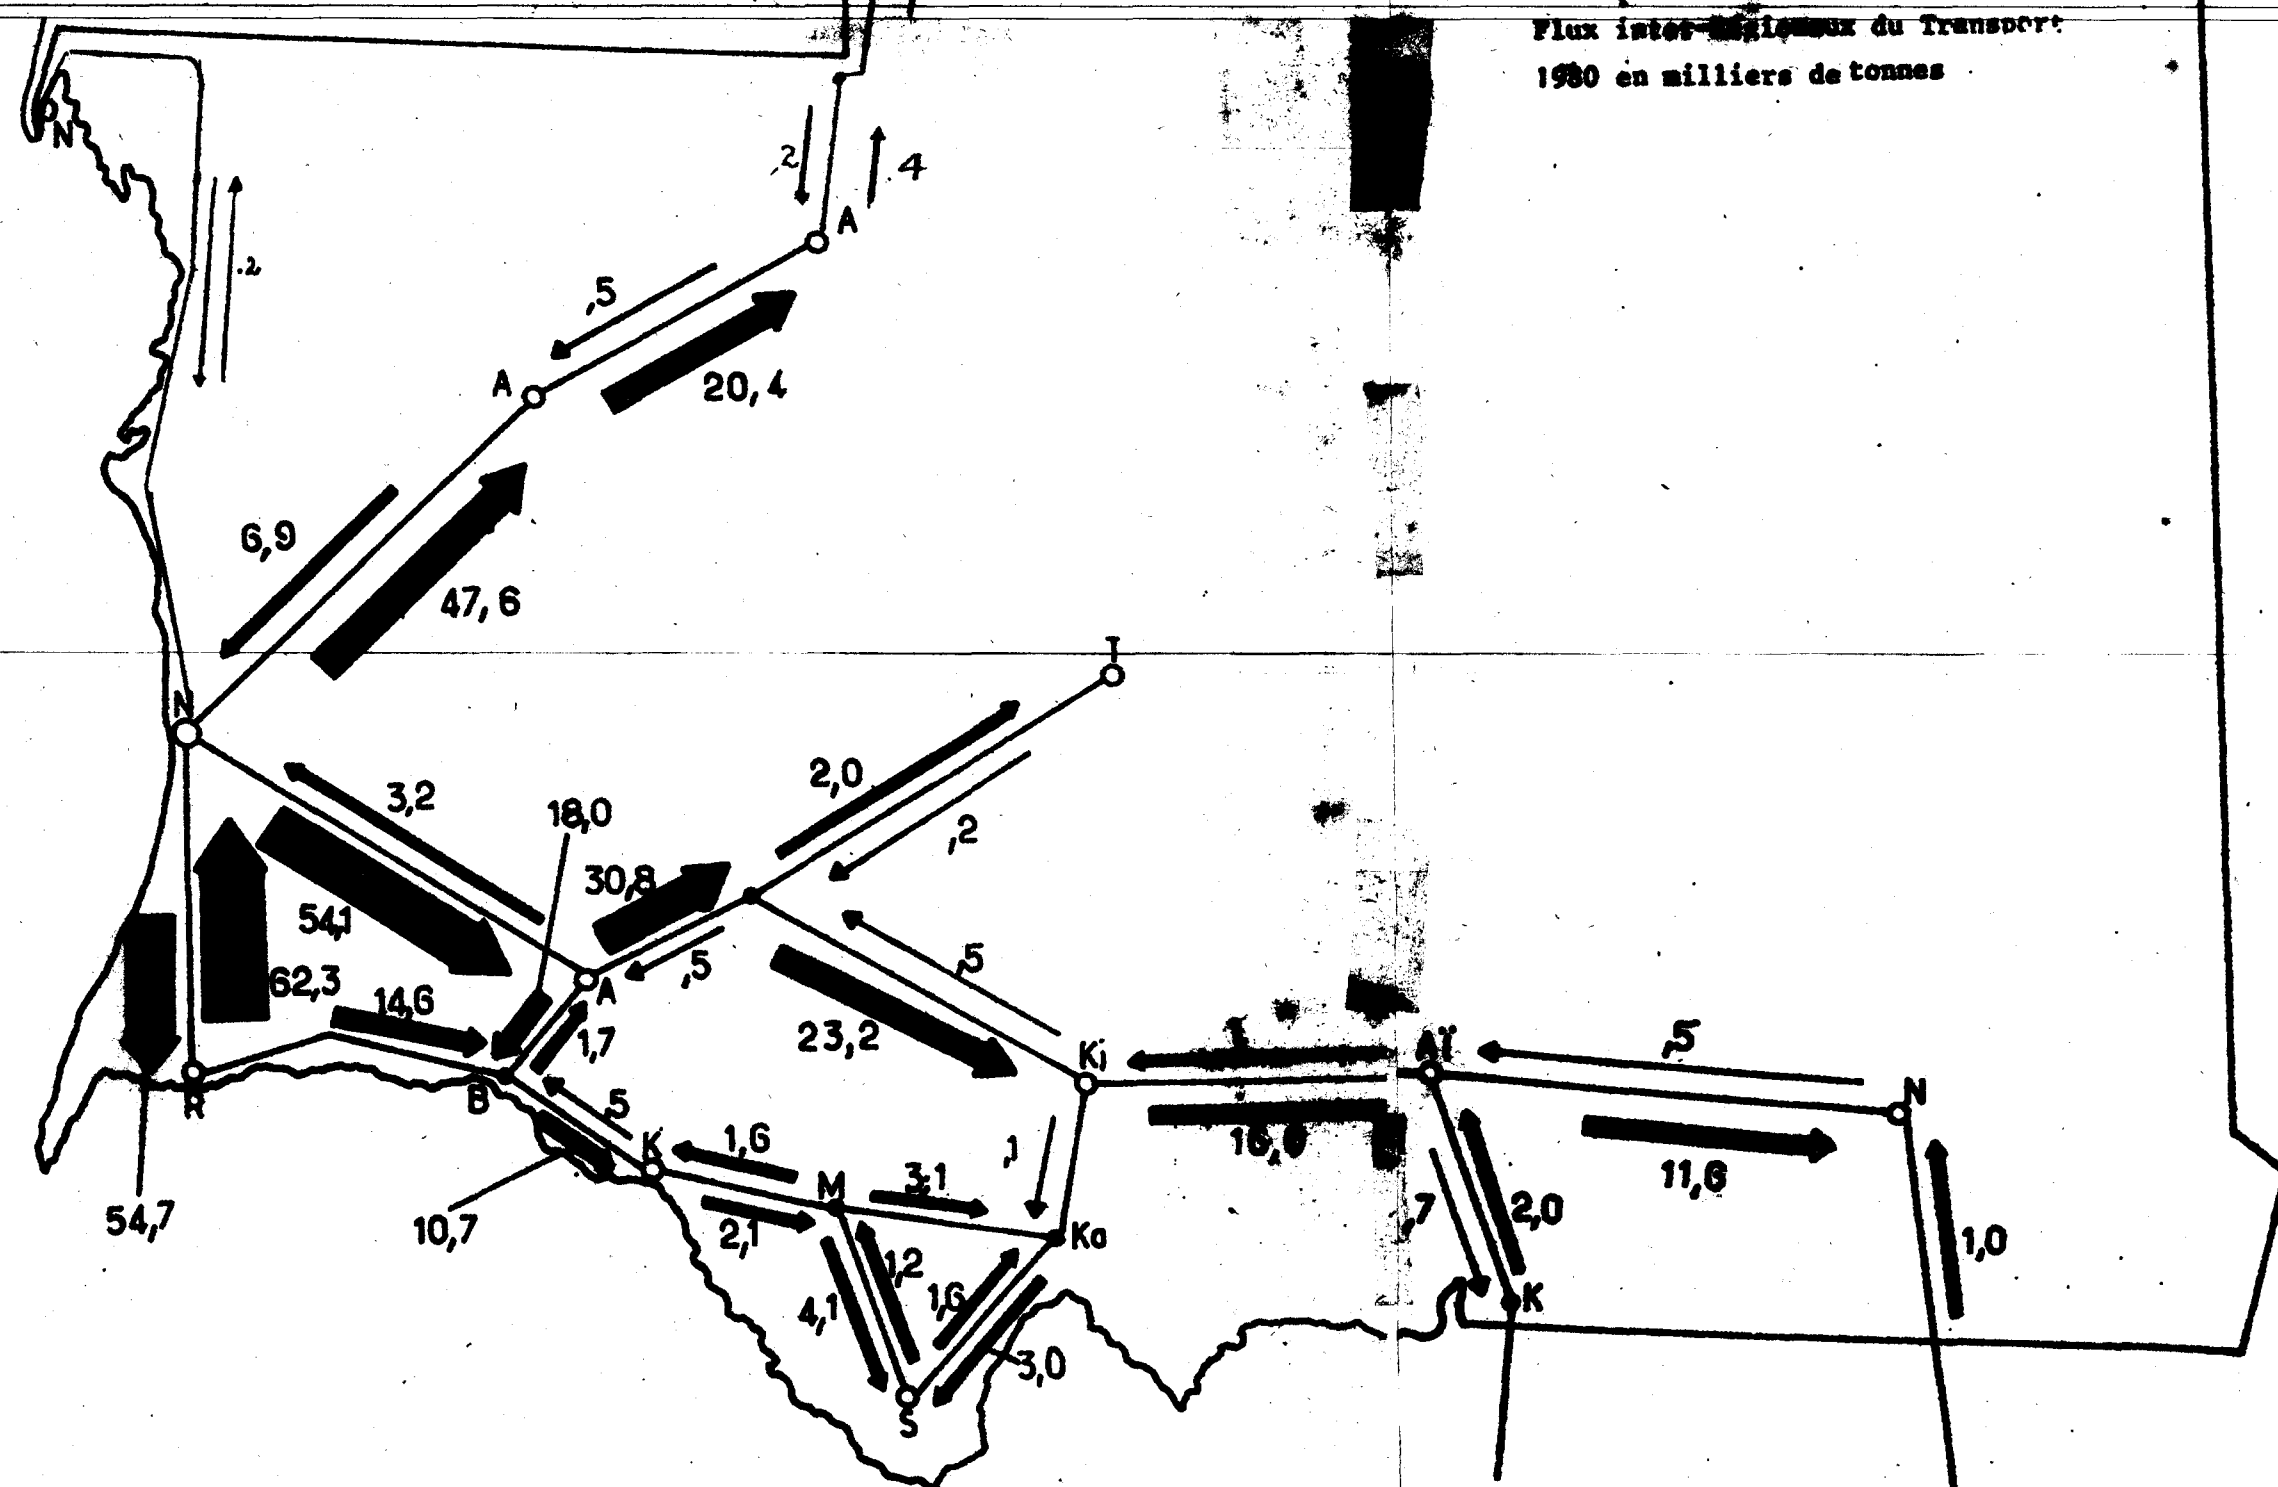 Flux inter-Régionaux du Transport
1980 en milliers de tonnes
N
,2
.4
A
.2
,5
A
20,4
6,9
47,6
T
N
3,2
2,0
18,0
,2
30,8
54,1
,5
,5
A
62,3
14,6
1,7
23,2
Ki
Aï
,5
N
R
B
,5
K
1,6
,1
11,6
M
3,1
54,7
10,7
2,1
Ka
,7
2,0
1,0
1,2
4,1
1,6
K
3,0
S